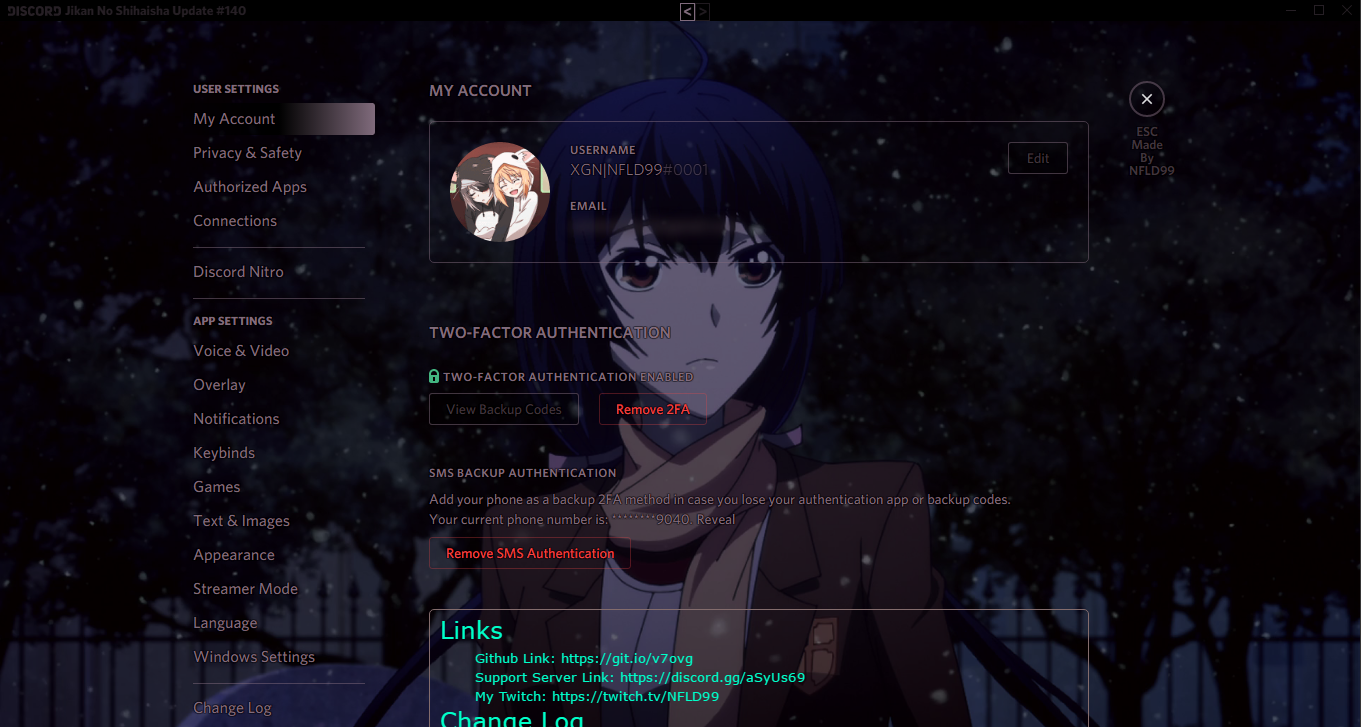 DISCORD Jikan No Shihaisha Update #140
< >
USER SETTINGS
My Account
Privacy & Safety
Authorized Apps
Connections
Discord Nitro
APP SETTINGS
Voice & Video
Overlay
Notifications
Keybinds
Games
Text & Images
Appearance
Streamer Mode
Language
Windows Settings
Change Log
MY ACCOUNT
USERNAME
XGN|NFLD99#0001
EMAIL
Edit
ESC
Made
By
NFLD99
TWO-FACTOR AUTHENTICATION
TWO-FACTOR AUTHENTICATION ENABLED
View Backup Codes Remove 2FA
SMS BACKUP AUTHENTICATION
Add your phone as a backup 2FA method in case you lose your authentication app or backup codes.
Your current phone number is: ********9040. Reveal
Remove SMS Authentication
Links
Github Link: https://git.io/v7ovg
Support Server Link: https://discord.gg/aSyUs69
My Twitch: https://twitch.tv/NFLD99
Change Log